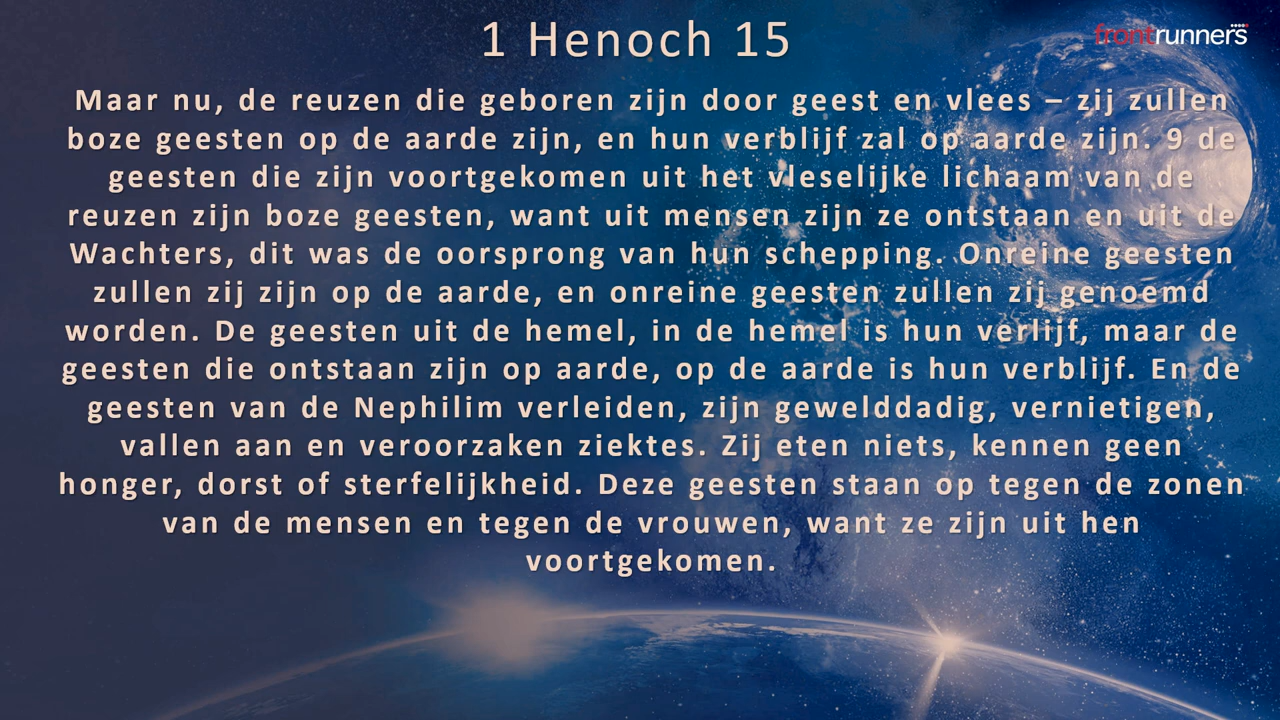 1 Henoch 15
frontrunners
Maar nu, de reuzen die geboren zijn door geest en vlees – zij zullen
boze geesten op de aarde zijn, en hun verblijf zal op aarde zijn. 9 de
geesten die zijn voortgekomen uit het vleselijke lichaam van de
reuzen zijn boze geesten, want uit mensen zijn ze ontstaan en uit de
Wachters, dit was de oorsprong van hun schepping. Onreine geesten
zullen zij zijn op de aarde, en onreine geesten zullen zij genoemd
worden. De geesten uit de hemel, in de hemel is hun verlijf, maar de
geesten die ontstaan zijn op aarde, op de aarde is hun verblijf. En de
geesten van de Nephilim verleiden, zijn gewelddadig, vernietigen,
vallen aan en veroorzaken ziektes. Zij eten niets, kennen geen
honger, dorst of sterfelijkheid. Deze geesten staan op tegen de zonen
van de mensen en tegen de vrouwen, want ze zijn uit hen
voortgekomen.